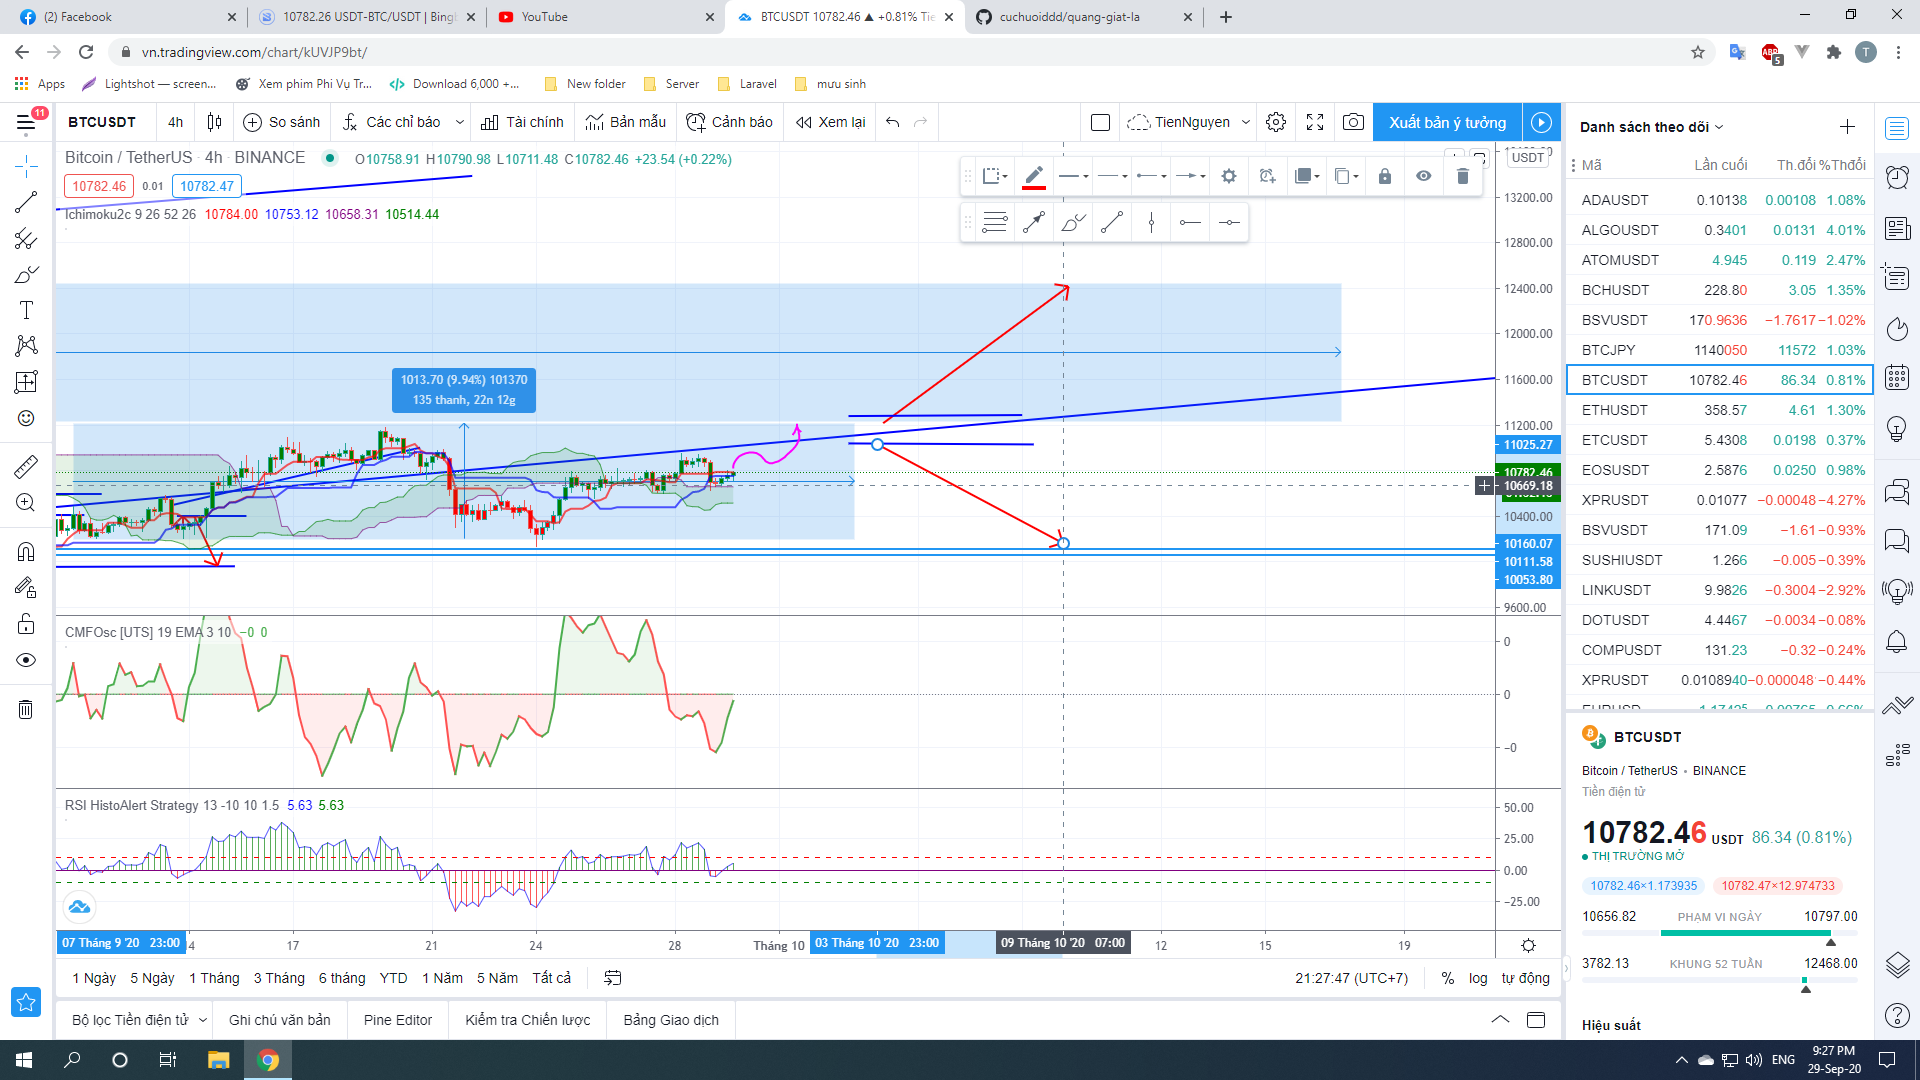 (2) Facebook
10782.26 USDT-BTC/USDT | Bing
YouTube
BTCUSDT 10782.46 ▲ +0.81% Tiề
cuchuoiddd/quang-giat-la
vn.tradingview.com/chart/kUVJP9bt/
ABP
5
T
Apps
Lightshot — screen...
Xem phim Phi Vụ Tr...
Download 6,000 +...
New folder
Server
Laravel
mưu sinh
11
BTCUSDT
4h
So sánh
Các chỉ báo
Tài chính
Bản mẫu
Cảnh báo
Xem lại
TienNguyen
Xuất bản ý tưởng
Bitcoin / TetherUS · 4h · BINANCE
O10758.91 H10790.98 L10711.48 C10782.46 +23.54 (+0.22%)
10782.46
0.01
10782.47
Ichimoku2c 9 26 52 26 10784.00 10753.12 10658.31 10514.44
1013.70 (9.94%) 101370
135 thanh, 22n 12g
USDT
13200.00
12800.00
12400.00
12000.00
11600.00
11200.00
11025.27
10782.46
10669.18
10400.00
10160.07
10111.58
10053.80
9600.00
CMFOsc [UTS] 19 EMA 3 10 −0 0
0
0
−0
RSI HistoAlert Strategy 13 -10 10 1.5 5.63 5.63
50.00
25.00
0.00
−25.00
07 Tháng 9 '20 23:00
14
17
21
24
28
Tháng 10
03 Tháng 10 '20 23:00
09 Tháng 10 '20 07:00
12
15
19
1 Ngày
5 Ngày
1 Tháng
3 Tháng
6 tháng
YTD
1 Năm
5 Năm
Tất cả
21:27:47 (UTC+7)
%
log
tự động
Bộ lọc Tiền điện tử
Ghi chú văn bản
Pine Editor
Kiểm tra Chiến lược
Bảng Giao dịch
Danh sách theo dõi
Mã Lần cuối Th.đổi %Thđổi
ADAUSDT 0.10138 0.00108 1.08%
ALGOUSDT 0.3401 0.0131 4.01%
ATOMUSDT 4.945 0.119 2.47%
BCHUSDT 228.80 3.05 1.35%
BSVUSDT 170.9636 −1.7617 −1.02%
BTCJPY 1140050 11572 1.03%
BTCUSDT 10782.46 86.34 0.81%
ETHUSDT 358.57 4.61 1.30%
ETCUSDT 5.4308 0.0198 0.37%
EOSUSDT 2.5876 0.0250 0.98%
XPRUSDT 0.01077 −0.00048 −4.27%
BSVUSDT 171.09 −1.61 −0.93%
SUSHIUSDT 1.266 −0.005 −0.39%
LINKUSDT 9.9826 −0.3004 −2.92%
DOTUSDT 4.4467 −0.0034 −0.08%
COMPUSDT 131.23 −0.32 −0.24%
XPRUSDT 0.0108940 −0.000048 −0.44%
BTCUSDT
Bitcoin / TetherUS • BINANCE
Tiền điện tử
10782.46 USDT 86.34 (0.81%)
THỊ TRƯỜNG MỞ
10782.46×1.173935
10782.47×12.974733
10656.82 PHẠM VI NGÀY 10797.00
3782.13 KHUNG 52 TUẦN 12468.00
Hiệu suất
ENG
9:27 PM
29-Sep-20